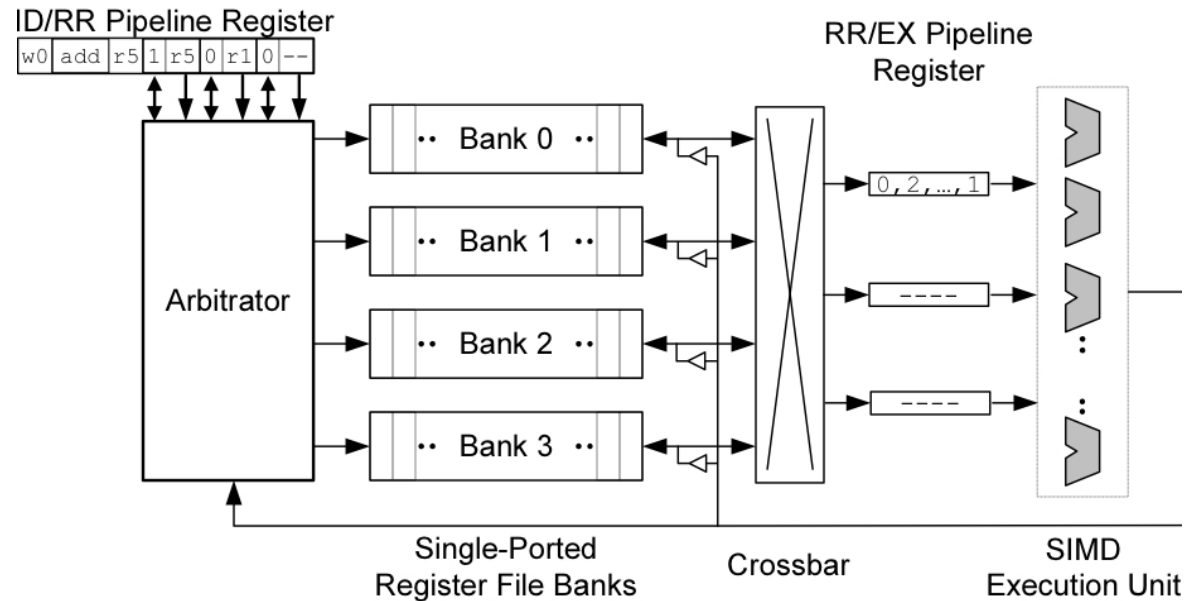 ID/RR Pipeline Register
w0 add r5 1 r5 0 r1 0 --
RR/EX Pipeline
Register
Arbitrator
.. Bank 0 ..
.. Bank 1 ..
.. Bank 2 ..
.. Bank 3 ..
0,2,…,1
----
----
Single-Ported
Register File Banks
Crossbar
SIMD
Execution Unit